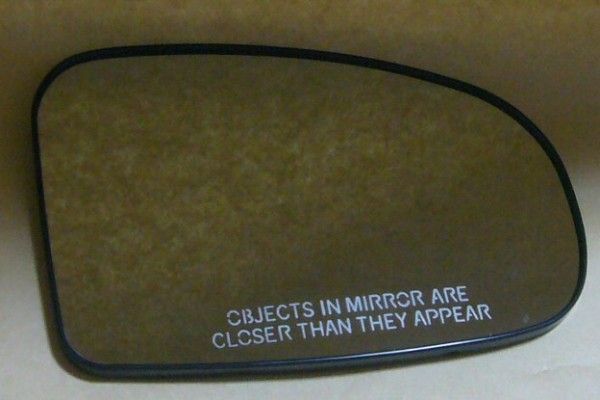 OBJECTS IN MIRROR ARE
CLOSER THAN THEY APPEAR